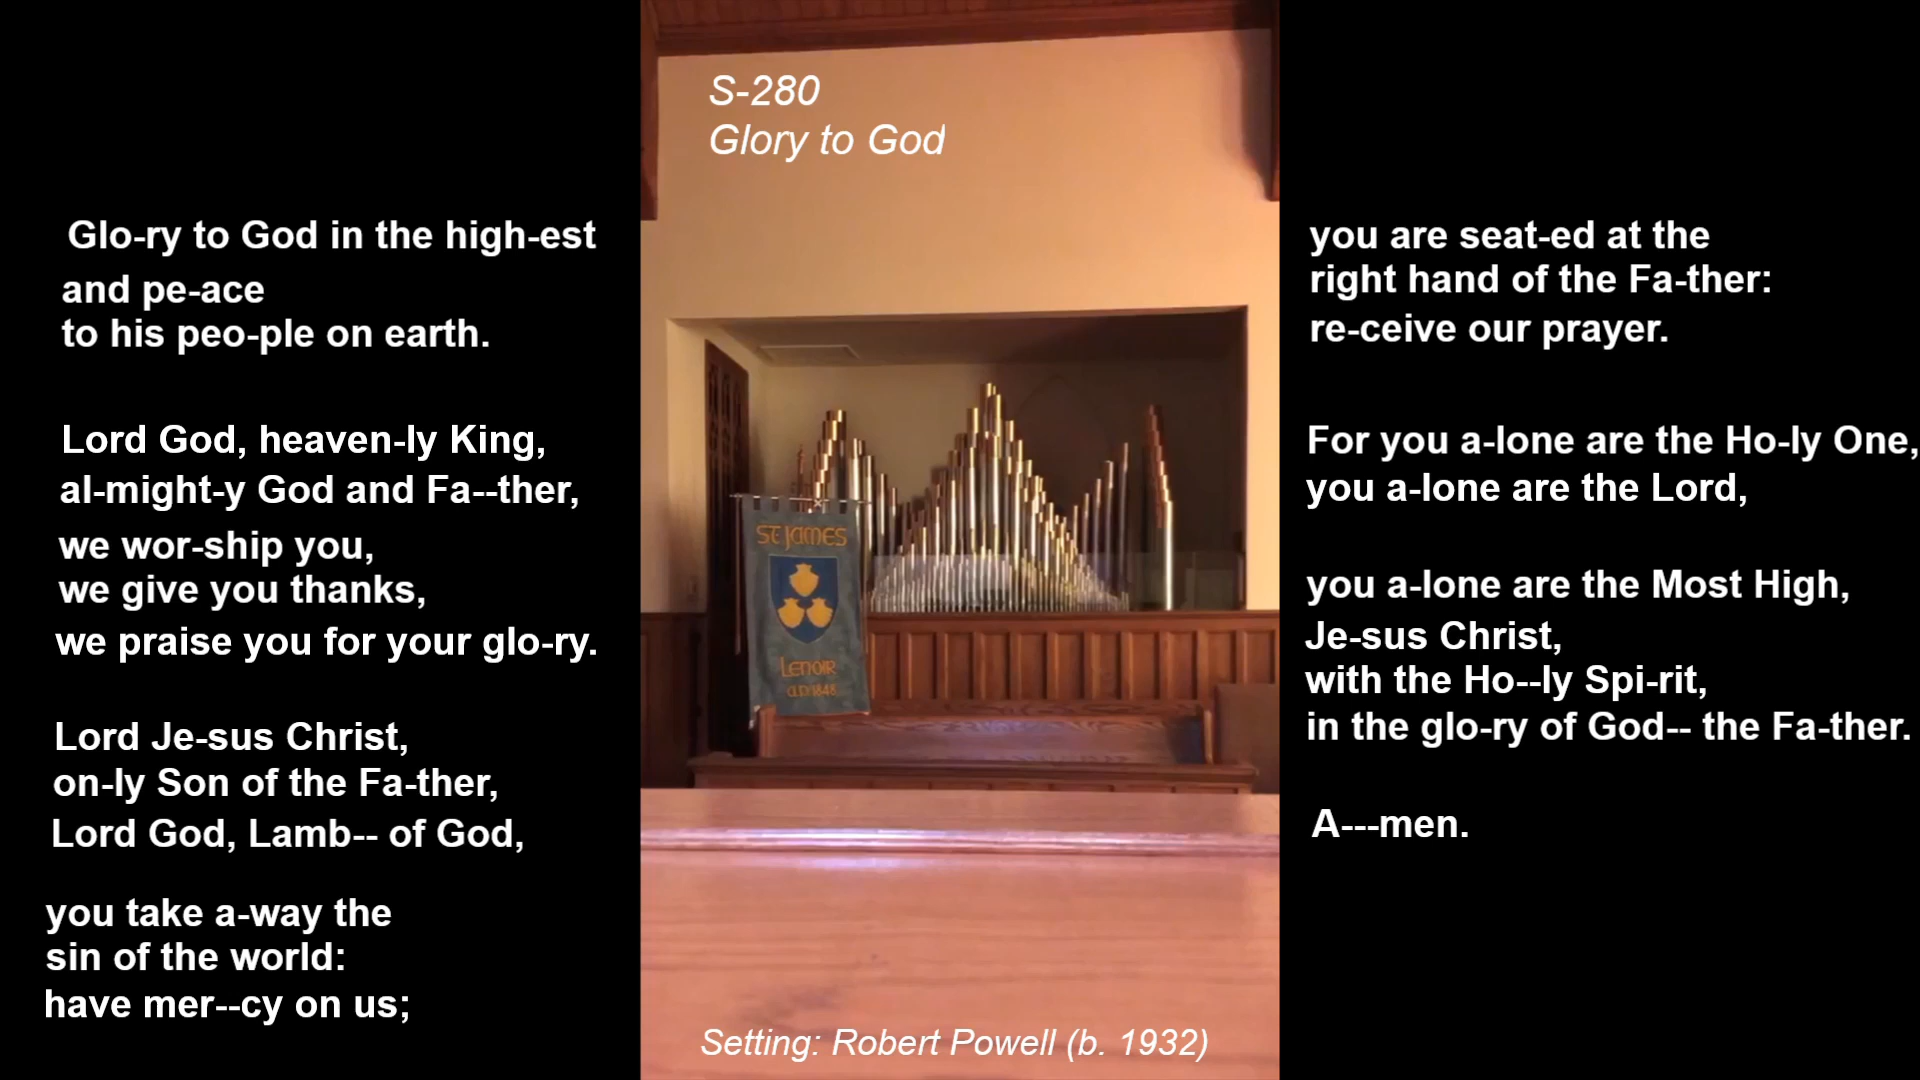 S-280
Glory to God
Glo-ry to God in the high-est
and pe-ace
to his peo-ple on earth.
Lord God, heaven-ly King,
al-might-y God and Fa--ther,
we wor-ship you,
we give you thanks,
we praise you for your glo-ry.
Lord Je-sus Christ,
on-ly Son of the Fa-ther,
Lord God, Lamb-- of God,
you take a-way the
sin of the world:
have mer--cy on us;
you are seat-ed at the
right hand of the Fa-ther:
re-ceive our prayer.
For you a-lone are the Ho-ly One,
you a-lone are the Lord,
you a-lone are the Most High,
Je-sus Christ,
with the Ho--ly Spi-rit,
in the glo-ry of God-- the Fa-ther.
A---men.
ST. JAMES
LENOIR
A.D. 1848
Setting: Robert Powell (b. 1932)